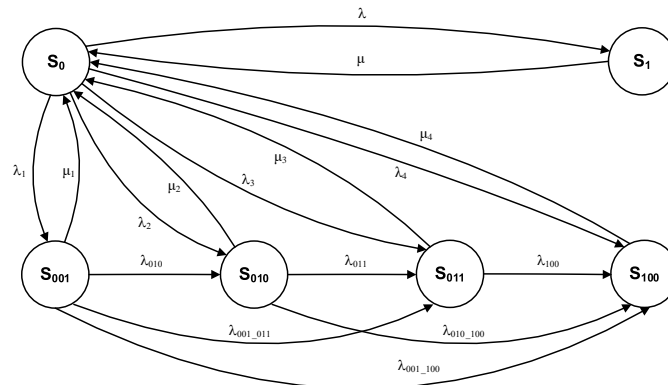 λ
S₀
S₁
μ
μ₄
μ₃
λ₁
μ₁
μ₂
λ₃
λ₄
λ₂
S₀₀₁
λ₀₁₀
S₀₁₀
λ₀₁₁
S₀₁₁
λ₁₀₀
S₁₀₀
λ₀₀₁_₀₁₁
λ₀₁₀_₁₀₀
λ₀₀₁_₁₀₀